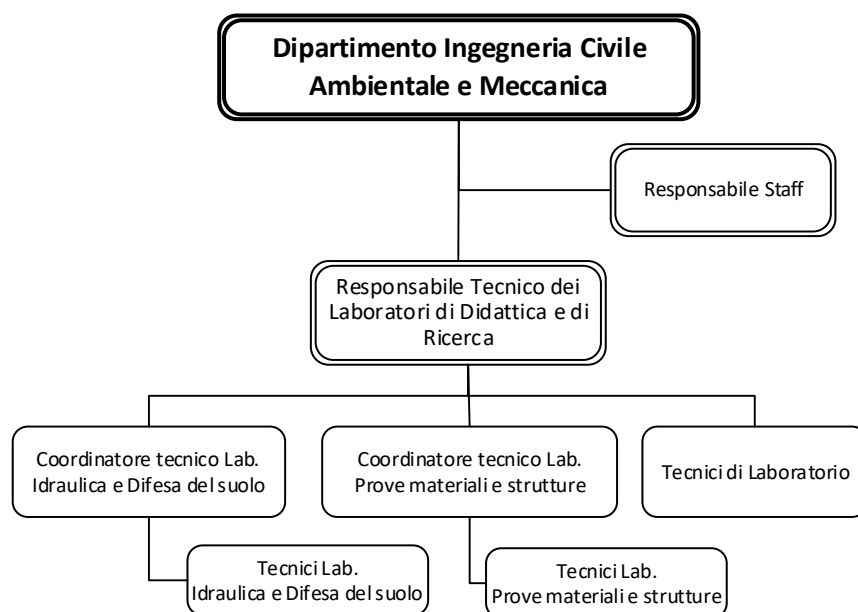 Dipartimento Ingegneria Civile
Ambientale e Meccanica
Responsabile Staff
Responsabile Tecnico dei
Laboratori di Didattica e di
Ricerca
Coordinatore tecnico Lab.
Idraulica e Difesa del suolo
Coordinatore tecnico Lab.
Prove materiali e strutture
Tecnici di Laboratorio
Tecnici Lab.
Idraulica e Difesa del suolo
Tecnici Lab.
Prove materiali e strutture